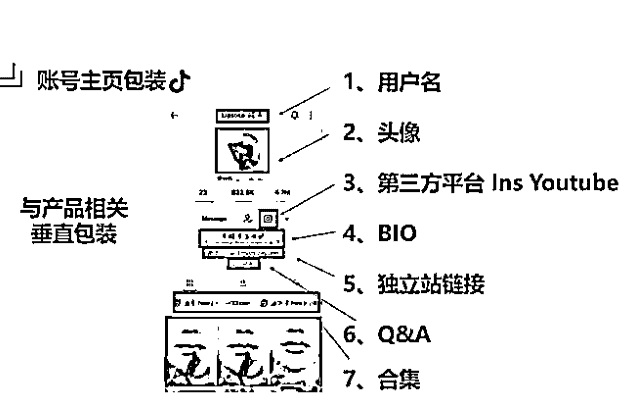 账号主页包装
1、用户名
2、头像
3、第三方平台 Ins Youtube
与产品相关
垂直包装
Message
4、BIO
5、独立站链接
6、Q&A
7、合集